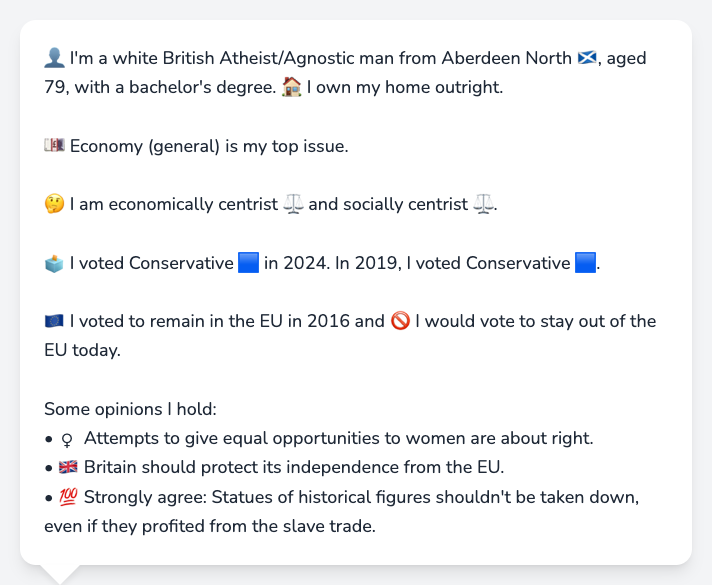 👤 I'm a white British Atheist/Agnostic man from Aberdeen North 🏴󠁧󠁢󠁳󠁣󠁴󠁿, aged
79, with a bachelor's degree. 🏠 I own my home outright.
💷 Economy (general) is my top issue.
🤔 I am economically centrist ⚖️ and socially centrist ⚖️.
🗳️ I voted Conservative 🟦 in 2024. In 2019, I voted Conservative 🟦.
🇪🇺 I voted to remain in the EU in 2016 and 🚫 I would vote to stay out of the
EU today.
Some opinions I hold:
• ♀ Attempts to give equal opportunities to women are about right.
• 🇬🇧 Britain should protect its independence from the EU.
• 💯 Strongly agree: Statues of historical figures shouldn't be taken down,
even if they profited from the slave trade.